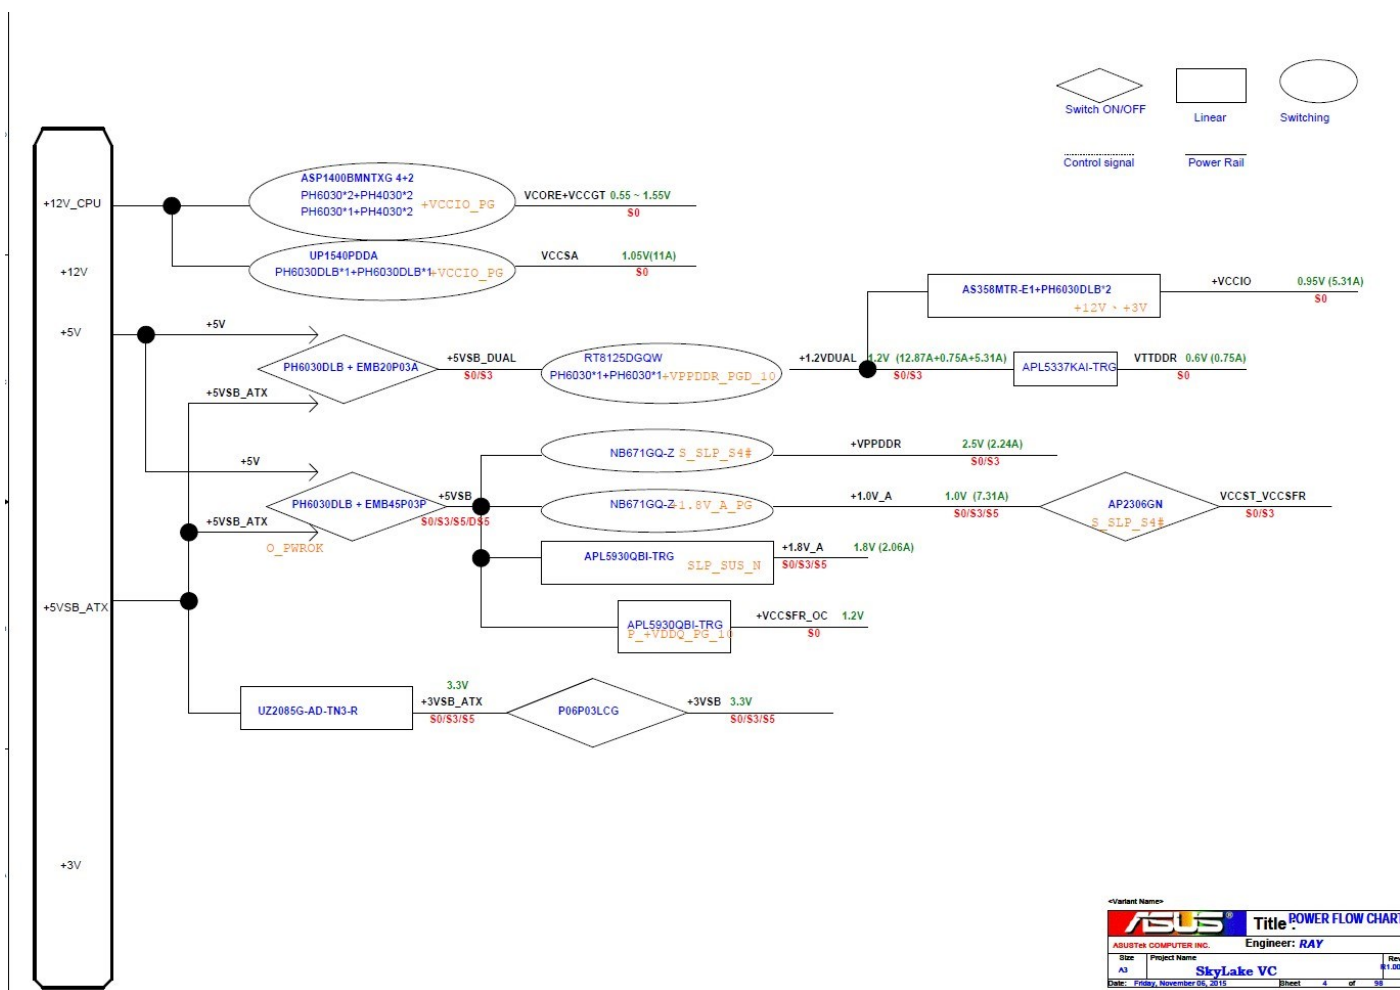 Switch ON/OFF
Linear
Switching
Control signal
Power Rail
+12V_CPU
+12V
+5V
+5VSB_ATX
+3V
ASP1400BMNTXG 4+2
PH6030*2+PH4030*2
PH6030*1+PH4030*2
+VCCIO_PG
VCORE+VCCGT 0.55 ~ 1.55V
S0
UP1540PDDA
PH6030DLB*1+PH6030DLB*1
+VCCIO_PG
VCCSA 1.05V(11A)
S0
AS358MTR-E1+PH6030DLB*2
+12V、+3V
+VCCIO 0.95V (5.31A)
S0
+5V
PH6030DLB + EMB20P03A
+5VSB_ATX
+5VSB_DUAL
S0/S3
RT8125DGQW
PH6030*1+PH6030*1
+VPPDDR_PGD_10
+1.2VDUAL 1.2V (12.87A+0.75A+5.31A)
S0/S3
APL5337KAI-TRG
VTTDDR 0.6V (0.75A)
S0
NB671GQ-Z S_SLP_S4#
+VPPDDR 2.5V (2.24A)
S0/S3
+5V
PH6030DLB + EMB45P03P
+5VSB_ATX
O_PWROK
+5VSB
S0/S3/S5/DS5
NB671GQ-Z +1.8V_A_PG
+1.0V_A 1.0V (7.31A)
S0/S3/S5
AP2306GN
S_SLP_S4#
VCCST_VCCSFR
S0/S3
APL5930QBI-TRG
SLP_SUS_N
+1.8V_A 1.8V (2.06A)
S0/S3/S5
APL5930QBI-TRG
P_+VDDQ_PG_10
+VCCSFR_OC 1.2V
S0
UZ2085G-AD-TN3-R
3.3V
+3VSB_ATX
S0/S3/S5
P06P03LCG
+3VSB 3.3V
S0/S3/S5
<Variant Name>
ASUS®
Title : POWER FLOW CHART
ASUSTek COMPUTER INC.
Engineer: RAY
Size
A3
Project Name
SkyLake VC
Rev
R1.00
Date: Friday, November 06, 2015
Sheet 4 of 98